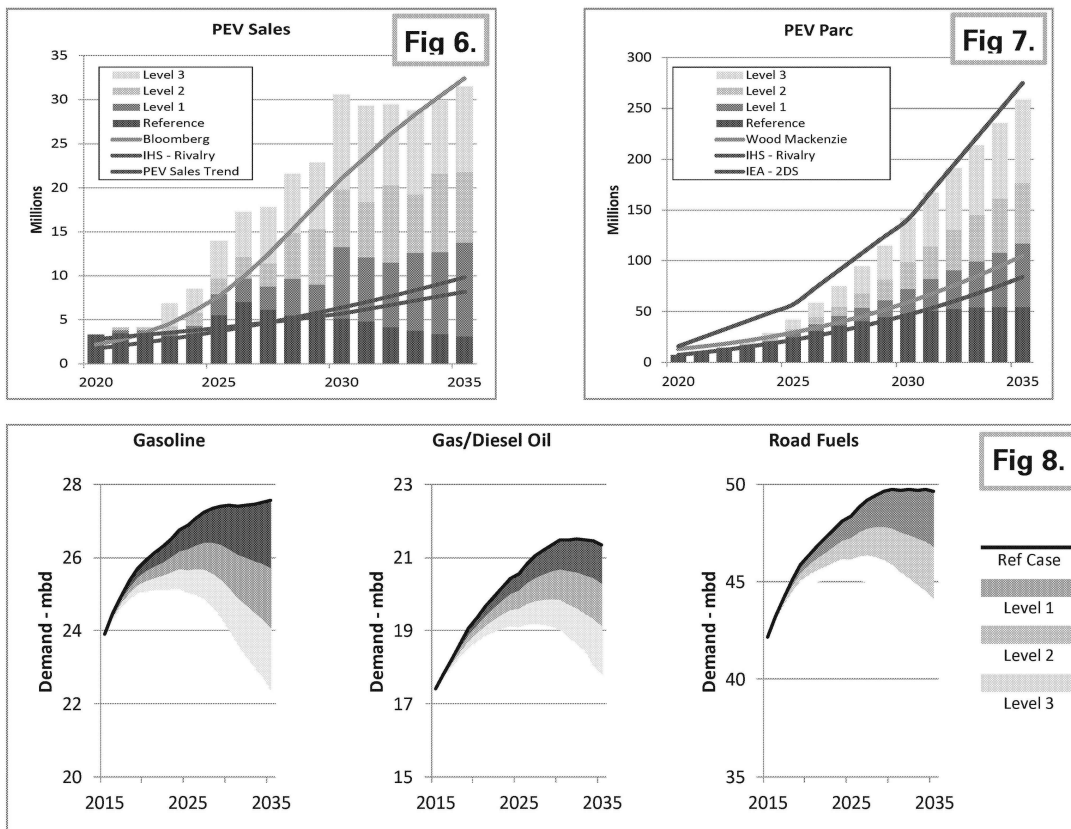 PEV Sales
Fig 6.
35
30
25
20
15
10
5
0
Millions
Level 3
Level 2
Level 1
Reference
Bloomberg
IHS - Rivalry
PEV Sales Trend
2020 2025 2030 2035
PEV Parc
Fig 7.
300
250
200
150
100
50
0
Millions
Level 3
Level 2
Level 1
Reference
Wood Mackenzie
IHS - Rivalry
IEA - 2DS
2020 2025 2030 2035
Gasoline
Demand - mbd
28
26
24
22
20
2015 2025 2035
Gas/Diesel Oil
Demand - mbd
23
21
19
17
15
2015 2025 2035
Road Fuels
Demand - mbd
50
45
40
35
2015 2025 2035
Fig 8.
Ref Case
Level 1
Level 2
Level 3